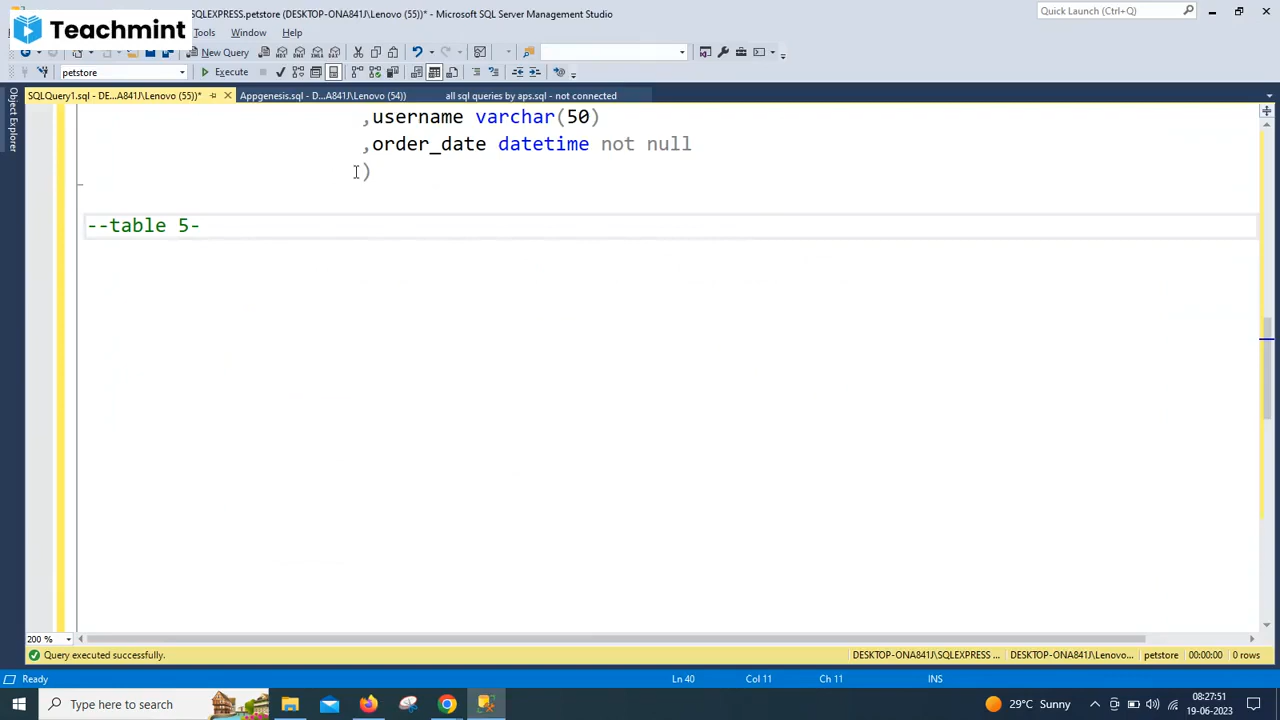 SQLEXPRESS.petstore (DESKTOP-ONA841J\Lenovo (55))* - Microsoft SQL Server Management Studio
Quick Launch (Ctrl+Q)
Teachmint
Tools Window Help
New Query
petstore
Execute
SQLQuery1.sql - DE...A841J\Lenovo (55))*
Appgenesis.sql - D...A841J\Lenovo (54))
all sql queries by aps.sql - not connected
Object Explorer
,username varchar(50)
,order_date datetime not null
)
--table 5-
200 %
Query executed successfully.
DESKTOP-ONA841J\SQLEXPRESS ...
DESKTOP-ONA841J\Lenovo...
petstore
00:00:00
0 rows
Ready
Ln 40
Col 11
Ch 11
INS
Type here to search
29°C Sunny
08:27:51
19-06-2023